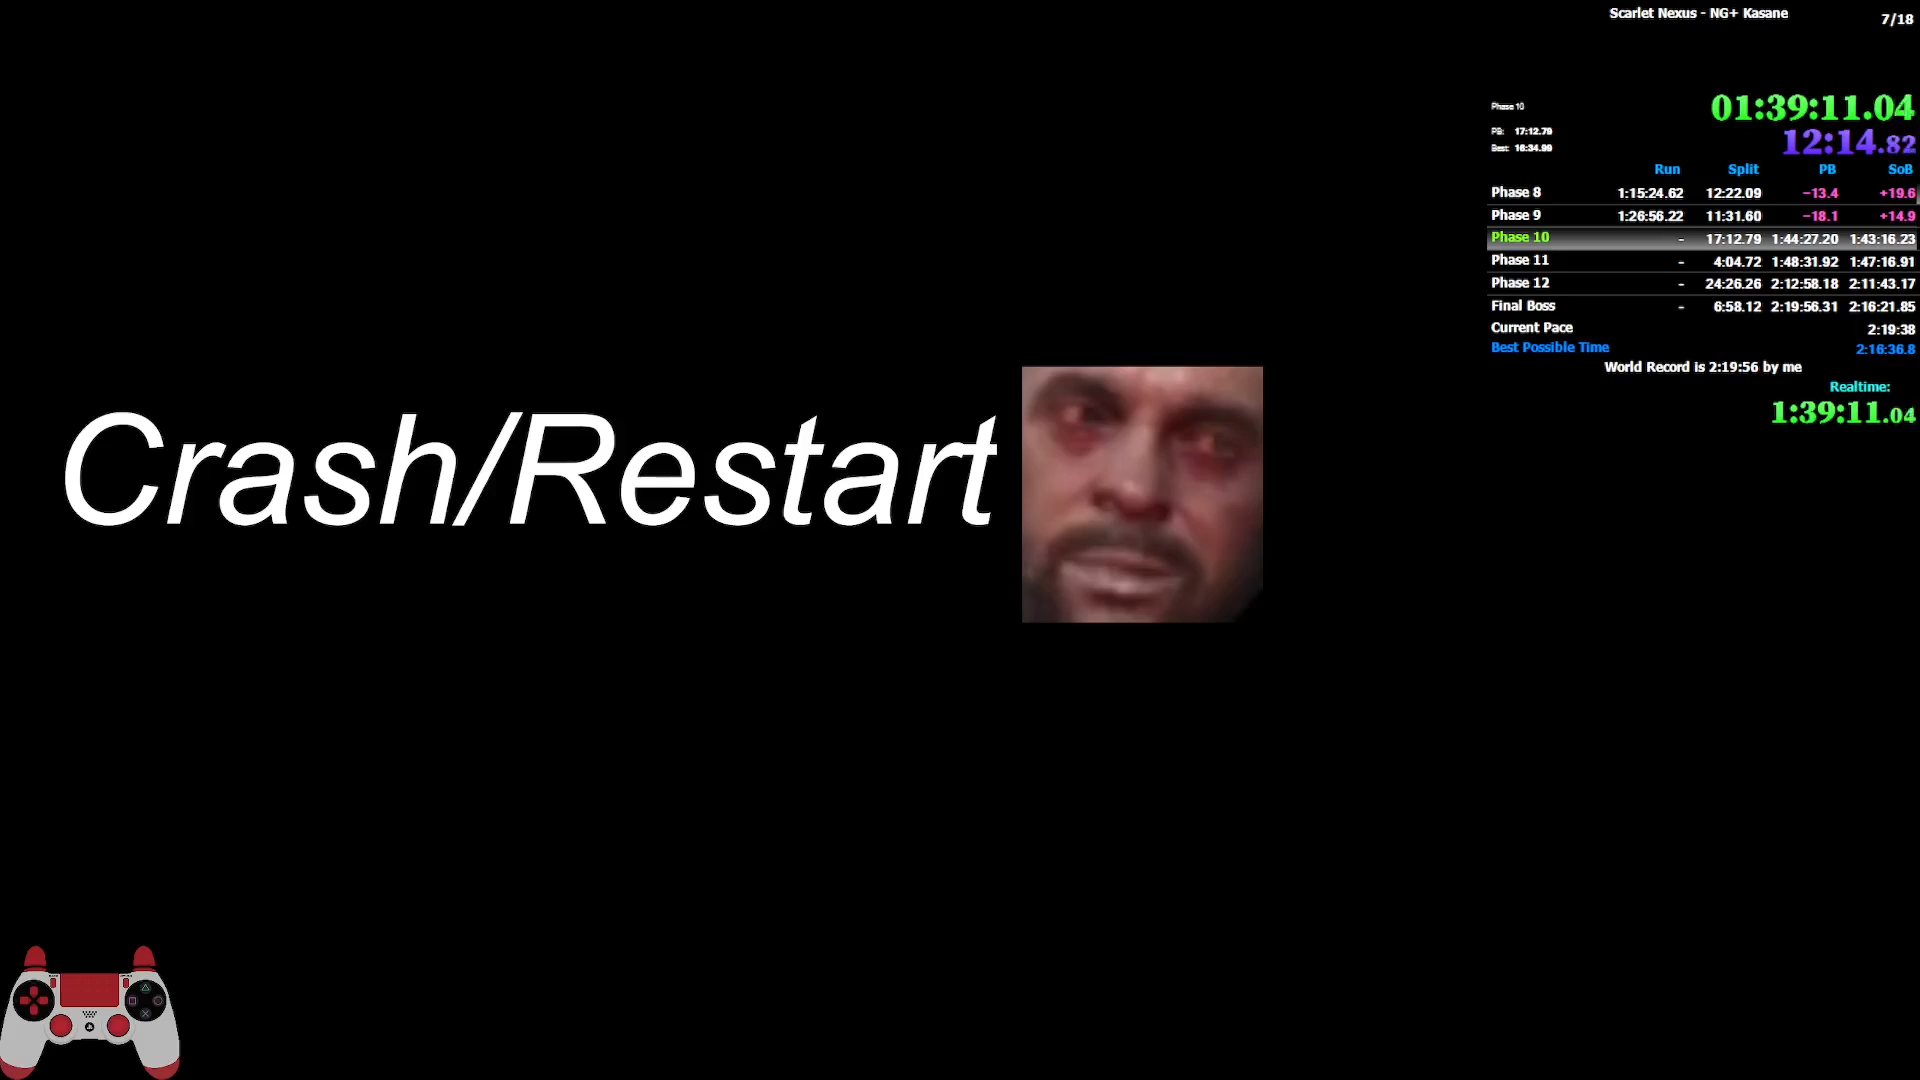 Scarlet Nexus - NG+ Kasane
7/18
Phase 10
01:39:11.04
PB: 17:12.79
12:14.82
Best: 16:34.99
Run Split PB SoB
Phase 8 1:15:24.62 12:22.09 −13.4 +19.6
Phase 9 1:26:56.22 11:31.60 −18.1 +14.9
Phase 10 - 17:12.79 1:44:27.20 1:43:16.23
Phase 11 - 4:04.72 1:48:31.92 1:47:16.91
Phase 12 - 24:26.26 2:12:58.18 2:11:43.17
Final Boss - 6:58.12 2:19:56.31 2:16:21.85
Current Pace 2:19:38
Best Possible Time 2:16:36.8
World Record is 2:19:56 by me
Realtime:
1:39:11.04
Crash/Restart